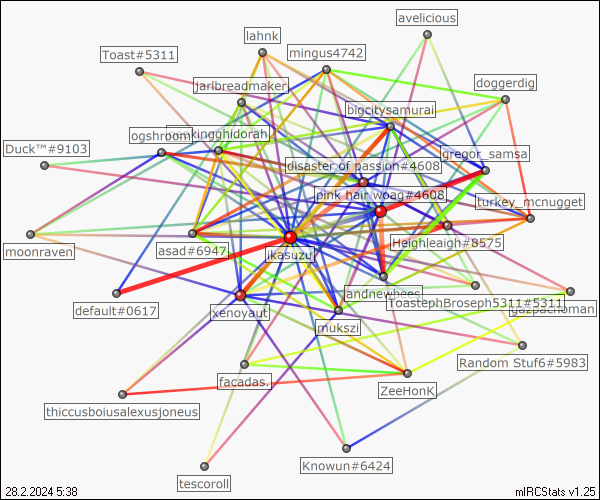 avelicious
lahnk
mingus4742
Toast#5311
jarlbreadmaker
doggerdig
bigcitysamurai
ogshroom
pomkingghidorah
Duck™#9103
gregor_samsa
disaster of passion#4608
pink hair woag#4608
turkey_mcnugget
moonraven
asad#6947
ikasuzu
Heighleaigh#8575
andnewbees
ToastephBroseph5311#5311
gazpachoman
default#0617
xenoyaut
mukszi
Random Stuf6#5983
facadas.
ZeeHonK
thiccusboiusalexusjoneus
Knowun#6424
tescoroll
28.2.2024 5:38
mIRCStats v1.25